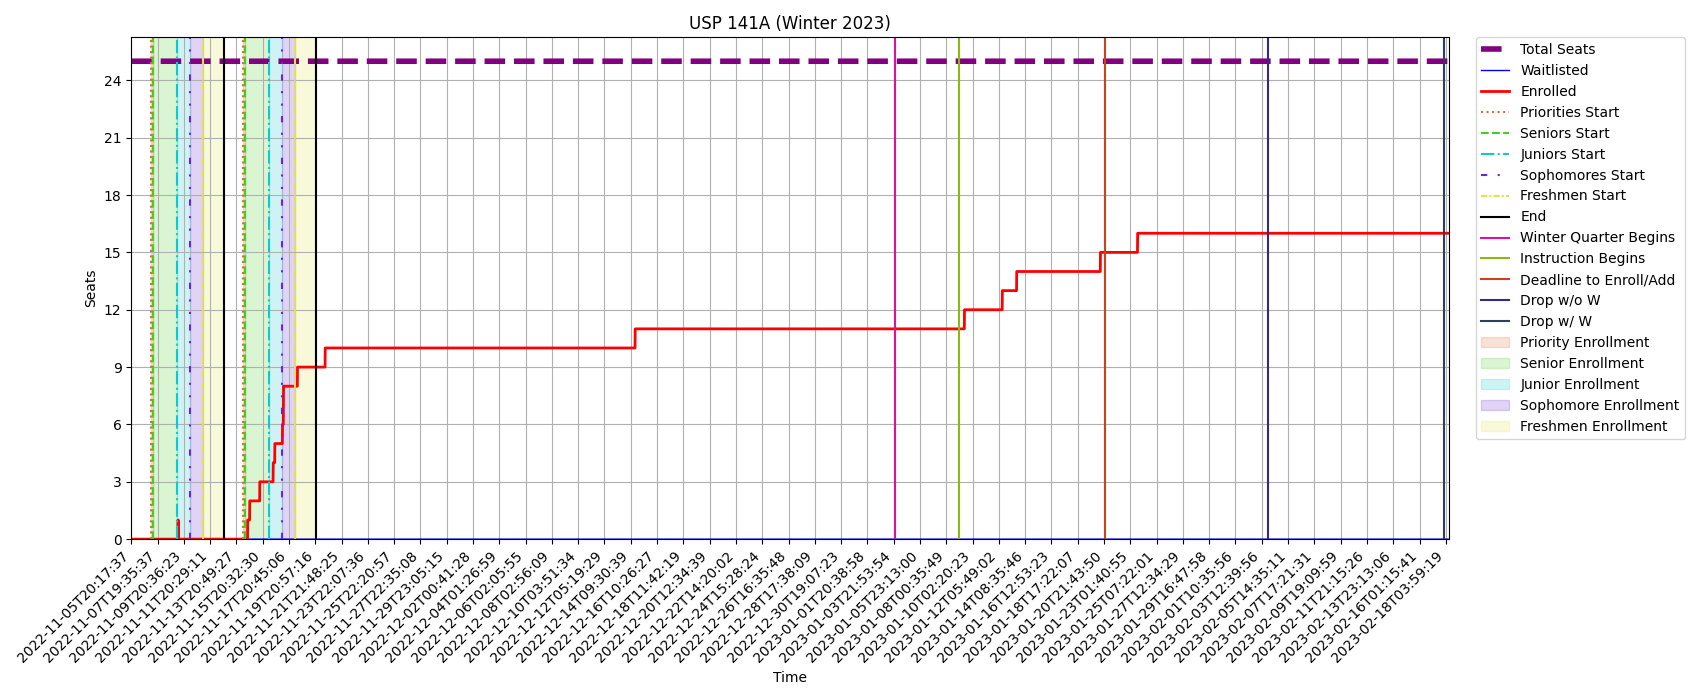 USP 141A (Winter 2023)
Seats
24
21
18
15
12
9
6
3
0
2022-11-05T20:17:37
2022-11-07T19:35:37
2022-11-09T20:36:23
2022-11-11T20:29:11
2022-11-13T20:49:27
2022-11-15T20:32:30
2022-11-17T20:45:06
2022-11-19T20:57:16
2022-11-21T21:48:25
2022-11-23T22:07:36
2022-11-25T22:20:57
2022-11-27T22:35:08
2022-11-29T23:05:15
2022-12-02T00:41:28
2022-12-04T01:26:59
2022-12-06T02:05:55
2022-12-08T02:56:09
2022-12-10T03:51:34
2022-12-12T05:19:29
2022-12-14T09:30:39
2022-12-16T10:26:27
2022-12-18T11:42:19
2022-12-20T12:34:39
2022-12-22T14:20:02
2022-12-24T15:28:24
2022-12-26T16:35:48
2022-12-28T17:38:09
2022-12-30T19:07:23
2023-01-01T20:38:58
2023-01-03T21:53:54
2023-01-05T23:13:00
2023-01-08T00:35:49
2023-01-10T02:20:23
2023-01-12T05:49:02
2023-01-14T08:35:46
2023-01-16T12:53:23
2023-01-18T17:22:07
2023-01-20T21:43:50
2023-01-23T01:40:55
2023-01-25T07:22:01
2023-01-27T12:34:29
2023-01-29T16:47:58
2023-02-01T10:35:56
2023-02-03T12:39:56
2023-02-05T14:35:11
2023-02-07T17:21:31
2023-02-09T19:09:59
2023-02-11T21:15:26
2023-02-13T23:13:06
2023-02-16T01:15:41
2023-02-18T03:59:19
Time
Total Seats
Waitlisted
Enrolled
Priorities Start
Seniors Start
Juniors Start
Sophomores Start
Freshmen Start
End
Winter Quarter Begins
Instruction Begins
Deadline to Enroll/Add
Drop w/o W
Drop w/ W
Priority Enrollment
Senior Enrollment
Junior Enrollment
Sophomore Enrollment
Freshmen Enrollment